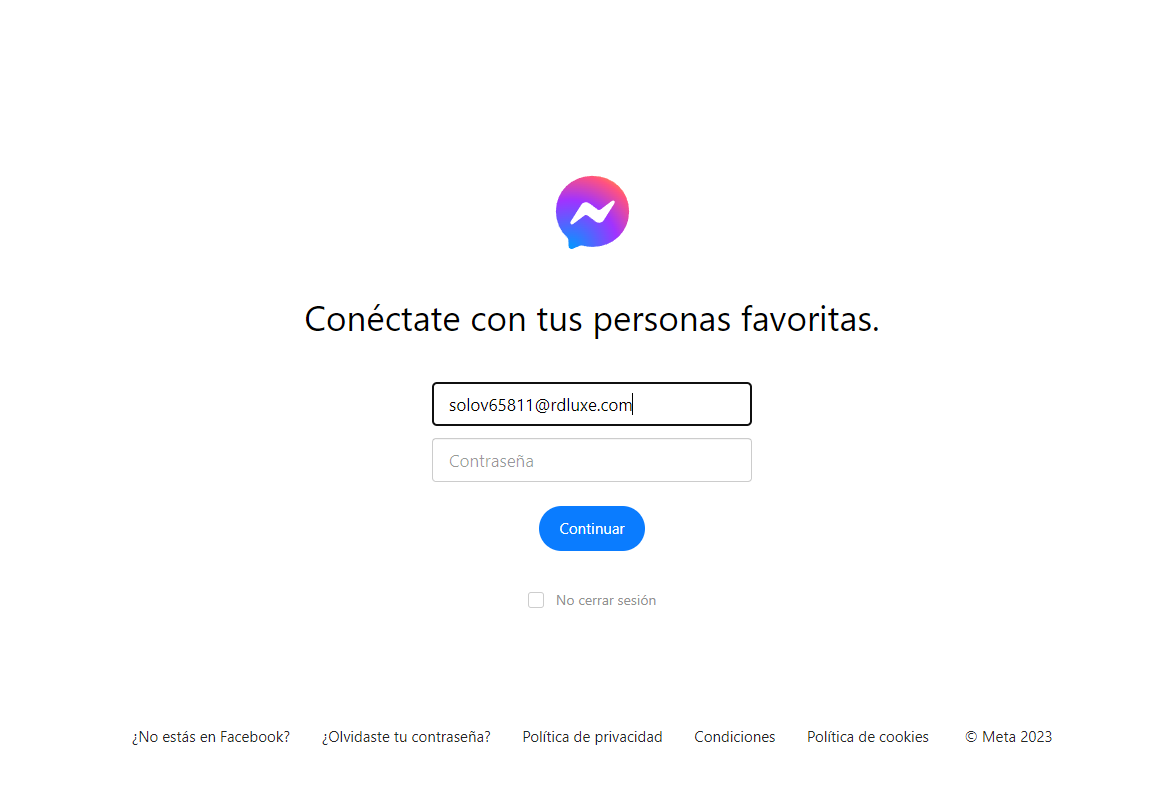 Conéctate con tus personas favoritas.
solov65811@rdluxe.com
Contraseña
Continuar
No cerrar sesión
¿No estás en Facebook? ¿Olvidaste tu contraseña? Política de privacidad Condiciones Política de cookies © Meta 2023